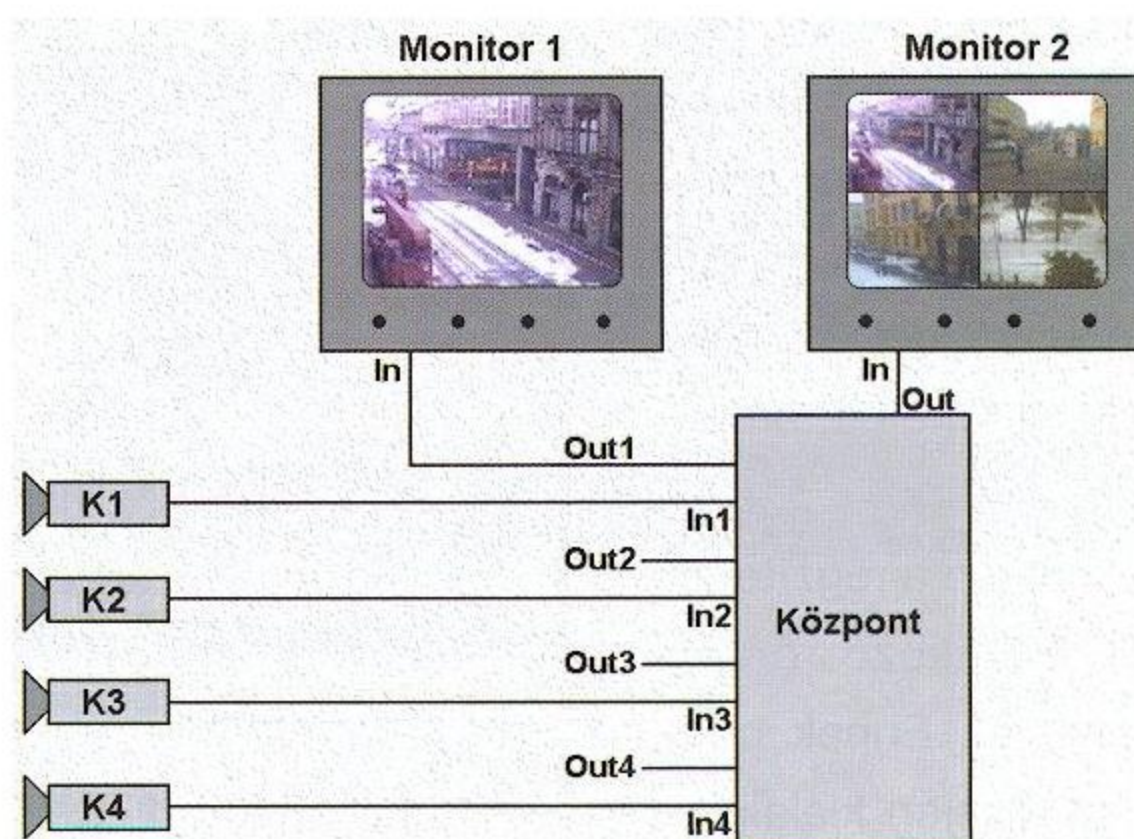 Monitor 1
Monitor 2
In
In
Out
Out1
K1
In1
Out2
K2
In2
Központ
Out3
K3
In3
Out4
K4
In4